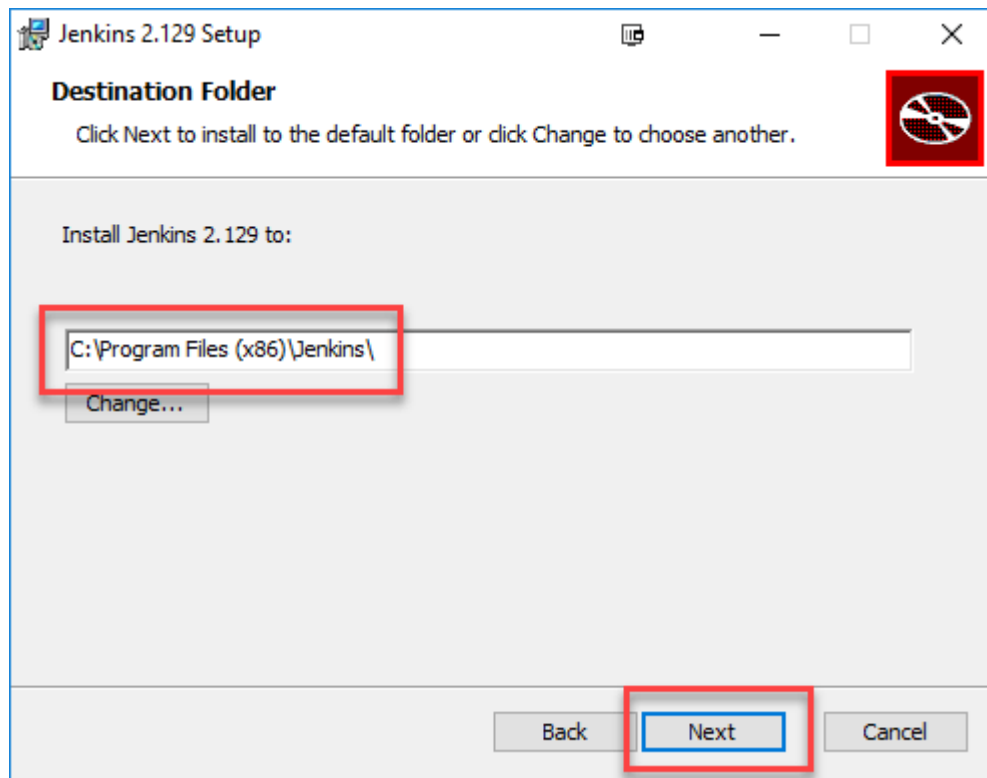 Jenkins 2.129 Setup
Destination Folder
Click Next to install to the default folder or click Change to choose another.
Install Jenkins 2.129 to:
C:\Program Files (x86)\Jenkins\
Change...
Back Next Cancel